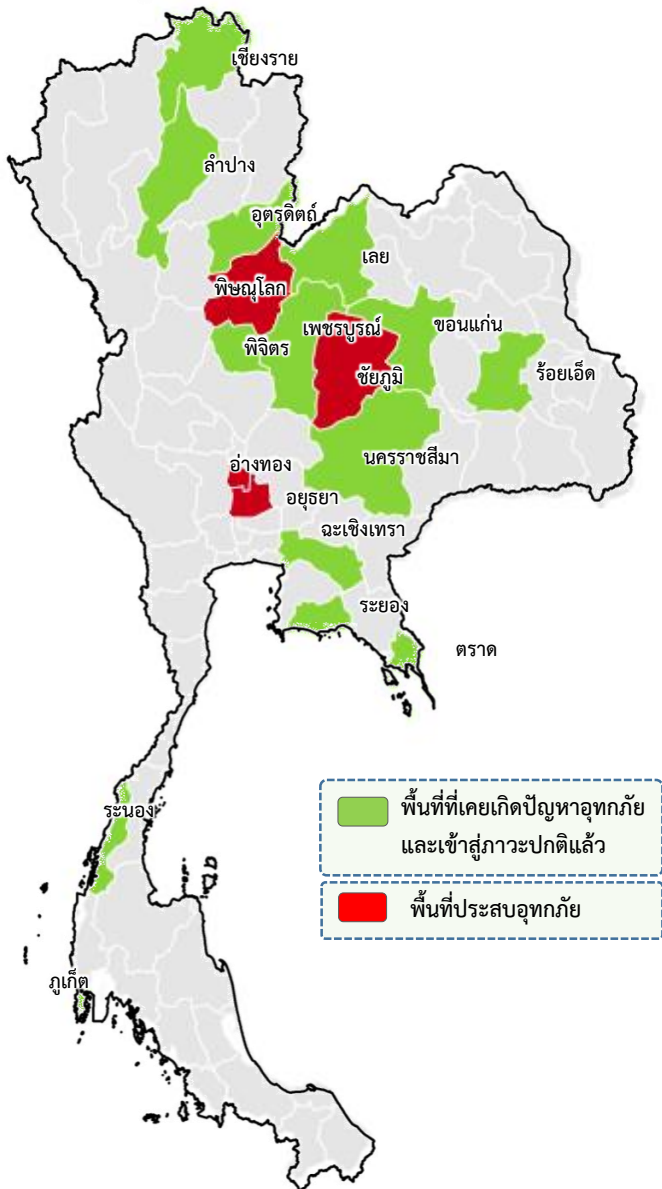 เชียงราย
ลำปาง
อุตรดิตถ์
เลย
พิษณุโลก
เพชรบูรณ์
ขอนแก่น
พิจิตร
ชัยภูมิ
ร้อยเอ็ด
นครราชสีมา
อ่างทอง
อยุธยา
ฉะเชิงเทรา
ระยอง
ตราด
ระนอง
ภูเก็ต
พื้นที่ที่เคยเกิดปัญหาอุทกภัย
และเข้าสู่ภาวะปกติแล้ว
พื้นที่ประสบอุทกภัย